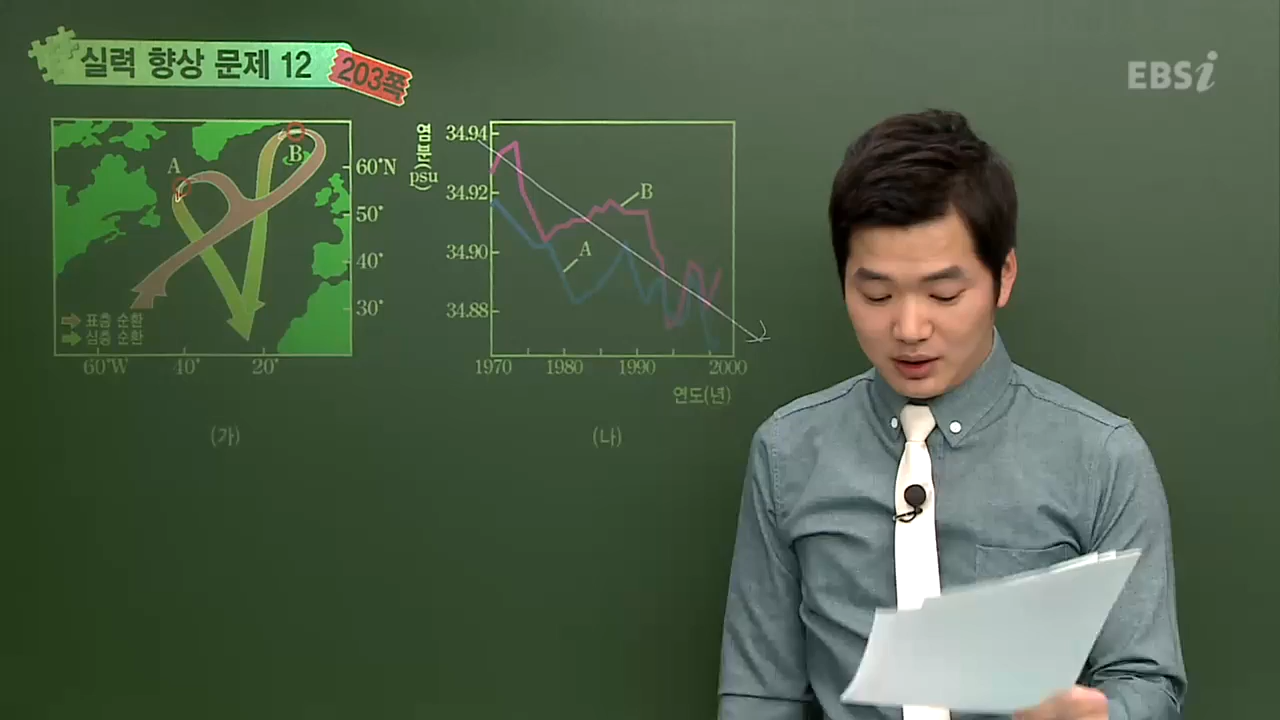 실력 향상 문제 12
203쪽
EBSi
A
B
60°N
50°
40°
30°
표층 순환
심층 순환
60°W
40°
20°
(가)
염분(psu)
34.94
34.92
34.90
34.88
B
A
1970
1980
1990
2000
연도(년)
(나)